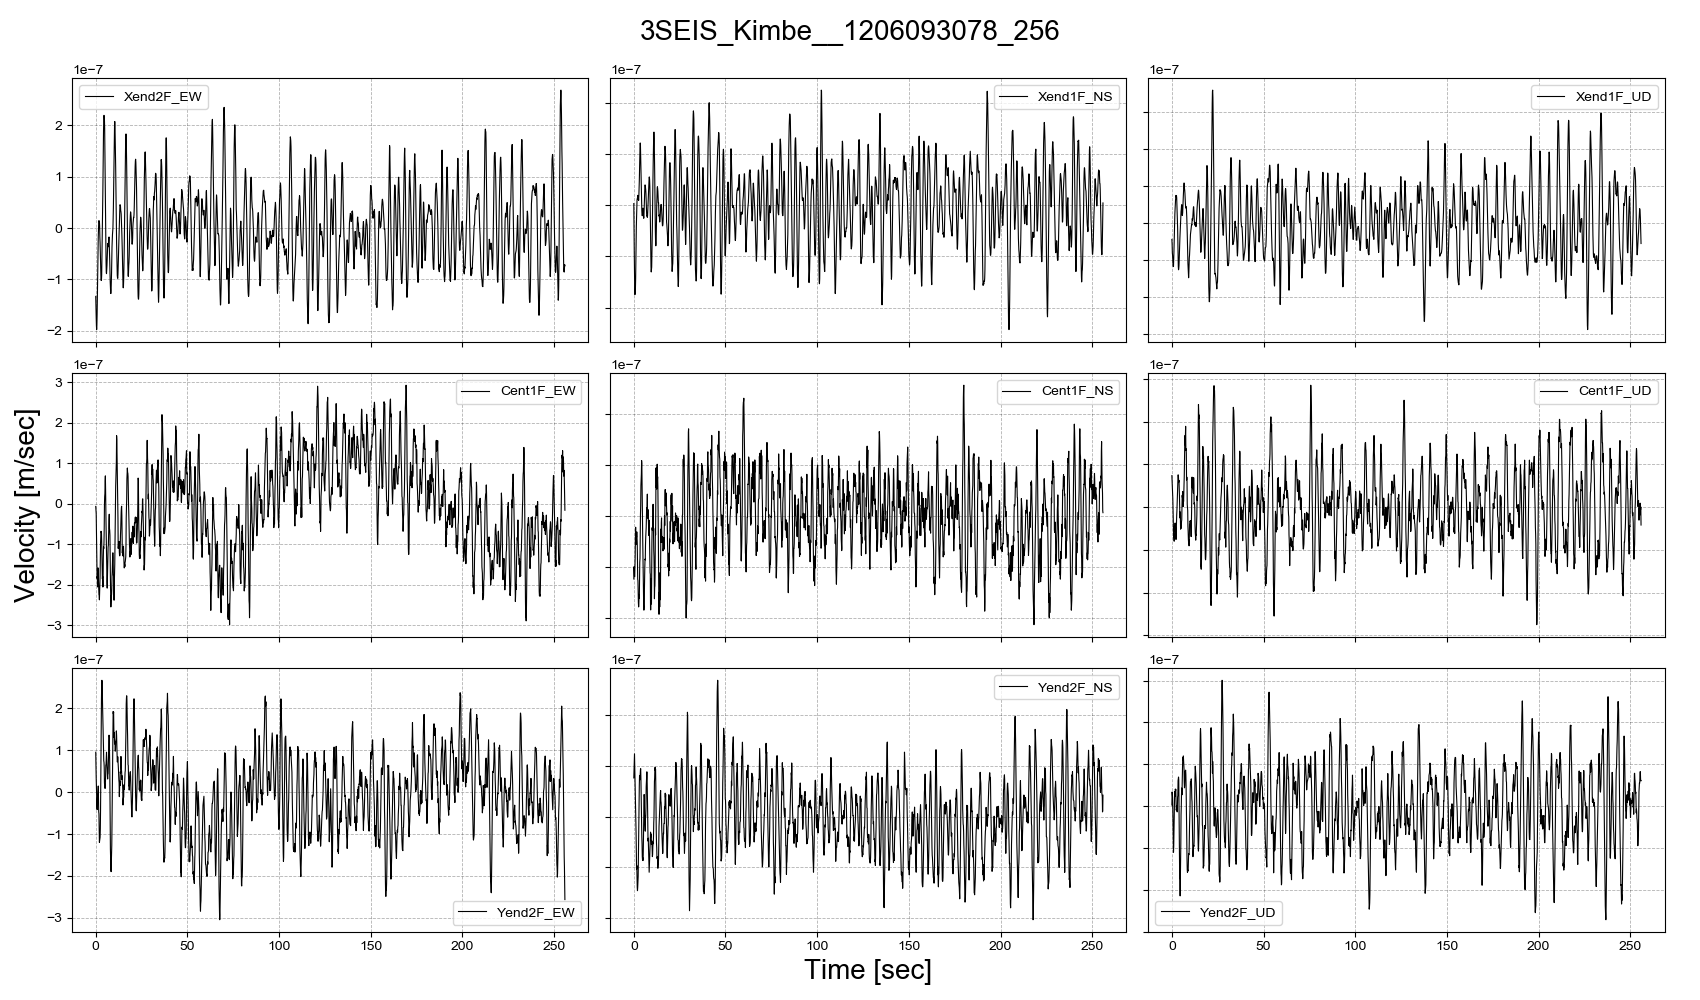 3SEIS_Kimbe__1206093078_256
1e−7
Xend2F_EW
2
1
0
−1
−2
1e−7
Xend1F_NS
1e−7
Xend1F_UD
1e−7
Cent1F_EW
3
2
1
0
−1
−2
−3
1e−7
Cent1F_NS
1e−7
Cent1F_UD
Velocity [m/sec]
1e−7
Yend2F_EW
2
1
0
−1
−2
−3
0 50 100 150 200 250
1e−7
Yend2F_NS
0 50 100 150 200 250
1e−7
Yend2F_UD
0 50 100 150 200 250
Time [sec]